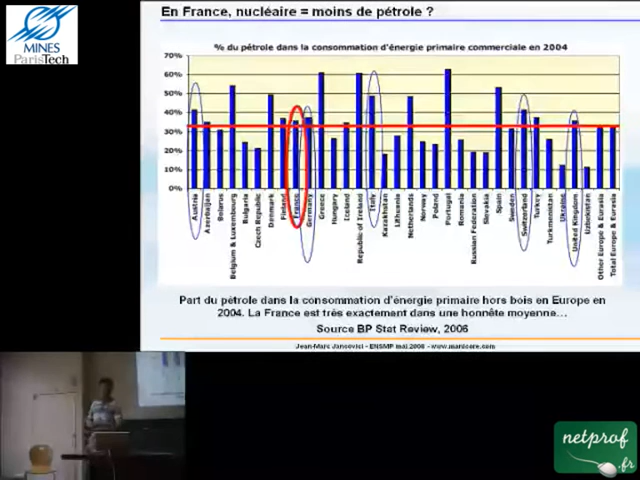 En France, nucléaire = moins de pétrole ?
MINES
ParisTech
% du pétrole dans la consommation d'énergie primaire commerciale en 2004
70%
60%
50%
40%
30%
20%
10%
0%
Austria
Azerbaijan
Belarus
Belgium & Luxembourg
Bulgaria
Czech Republic
Denmark
Finland
France
Germany
Greece
Hungary
Iceland
Republic of Ireland
Italy
Kazakhstan
Lithuania
Netherlands
Norway
Poland
Portugal
Romania
Russian Federation
Slovakia
Spain
Sweden
Switzerland
Turkey
Turkmenistan
Ukraine
United Kingdom
Uzbekistan
Other Europe & Eurasia
Total Europe & Eurasia
Part du pétrole dans la consommation d'énergie primaire hors bois en Europe en
2004. La France est très exactement dans une honnête moyenne...
Source BP Stat Review, 2006
Jean-Marc Jancovici - ENSMP mai 2008 - www.manicore.com
netprof
.fr